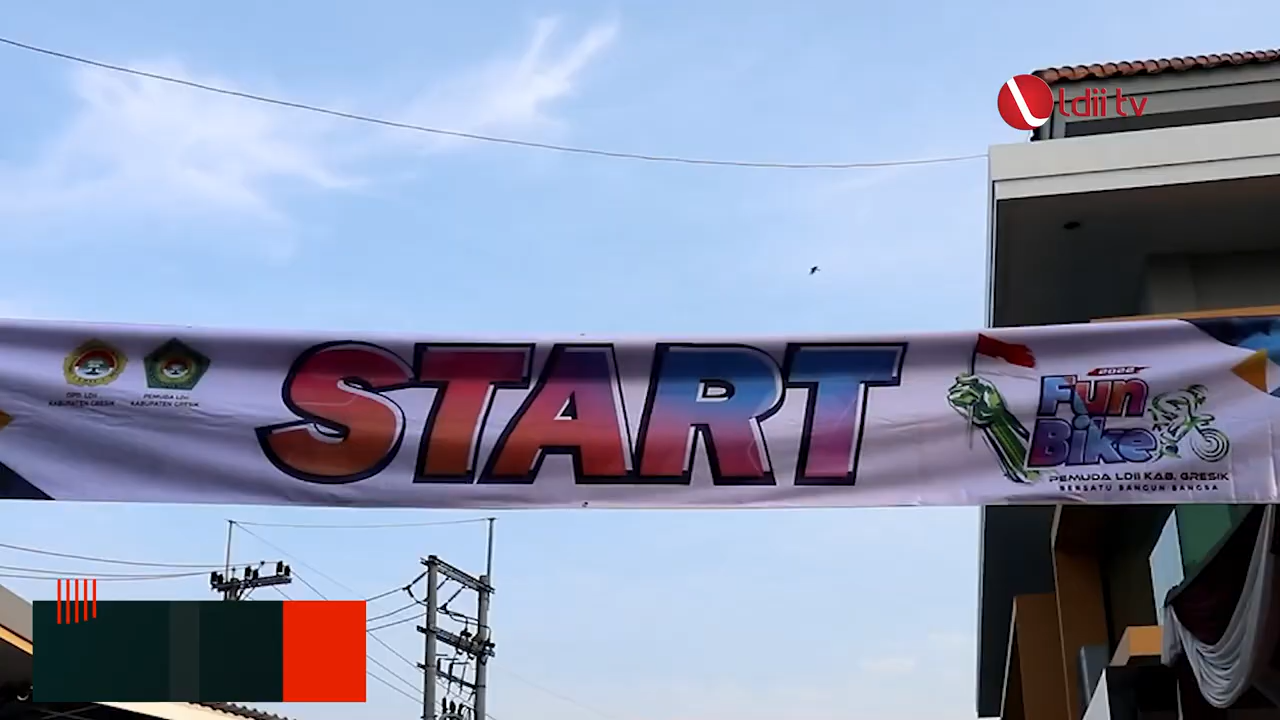 ldii tv
START
DPD LDII
KABUPATEN GRESIK
PEMUDA LDII
KABUPATEN GRESIK
2022
Fun
Bike
PEMUDA LDII KAB. GRESIK
BERSATU BANGUN BANGSA